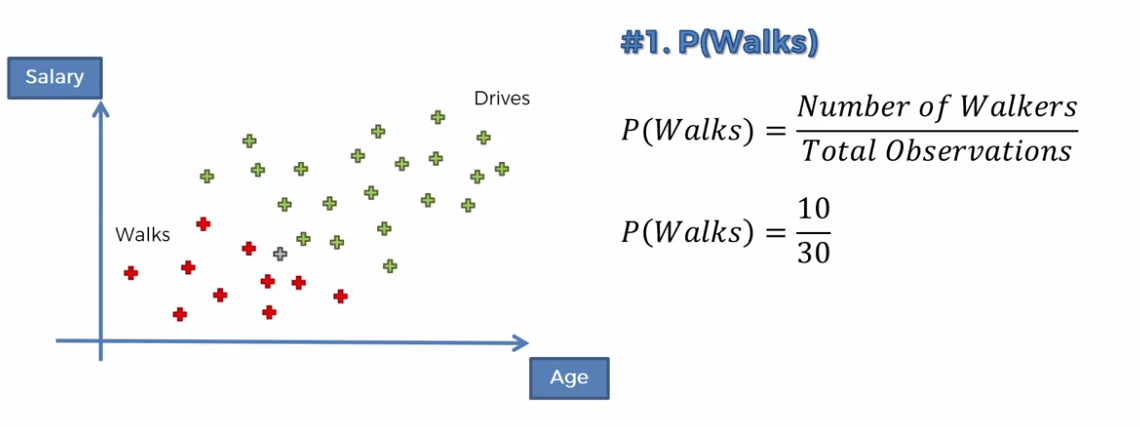 #1. P(Walks)
Salary
Drives
P(Walks) = Number of Walkers / Total Observations
Walks
P(Walks) = 10 / 30
Age